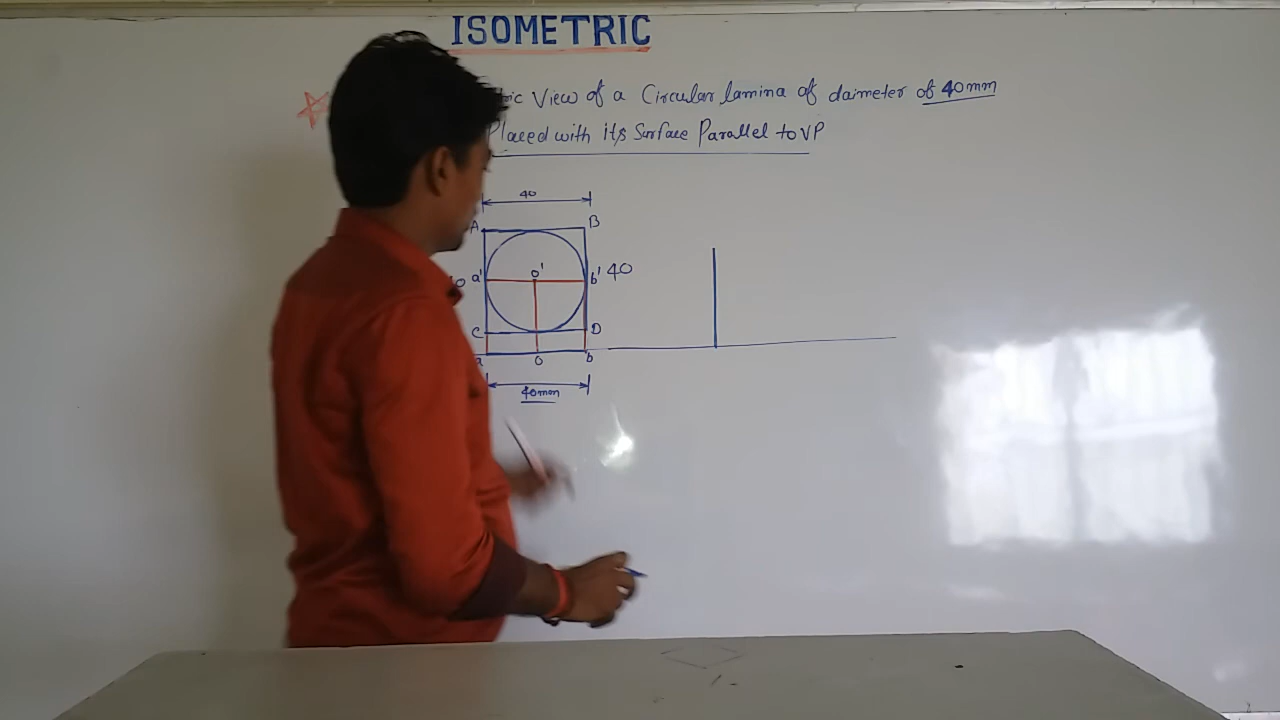 ISOMETRIC
View of a Circular lamina of daimeter of 40mm
Placed with its Surface Parallel to VP
40
A B
a' o' b' 40
C D
o b
40mm